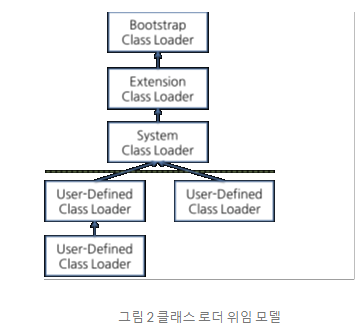 Bootstrap
Class Loader
Extension
Class Loader
System
Class Loader
User-Defined
Class Loader
User-Defined
Class Loader
User-Defined
Class Loader
그림 2 클래스 로더 위임 모델